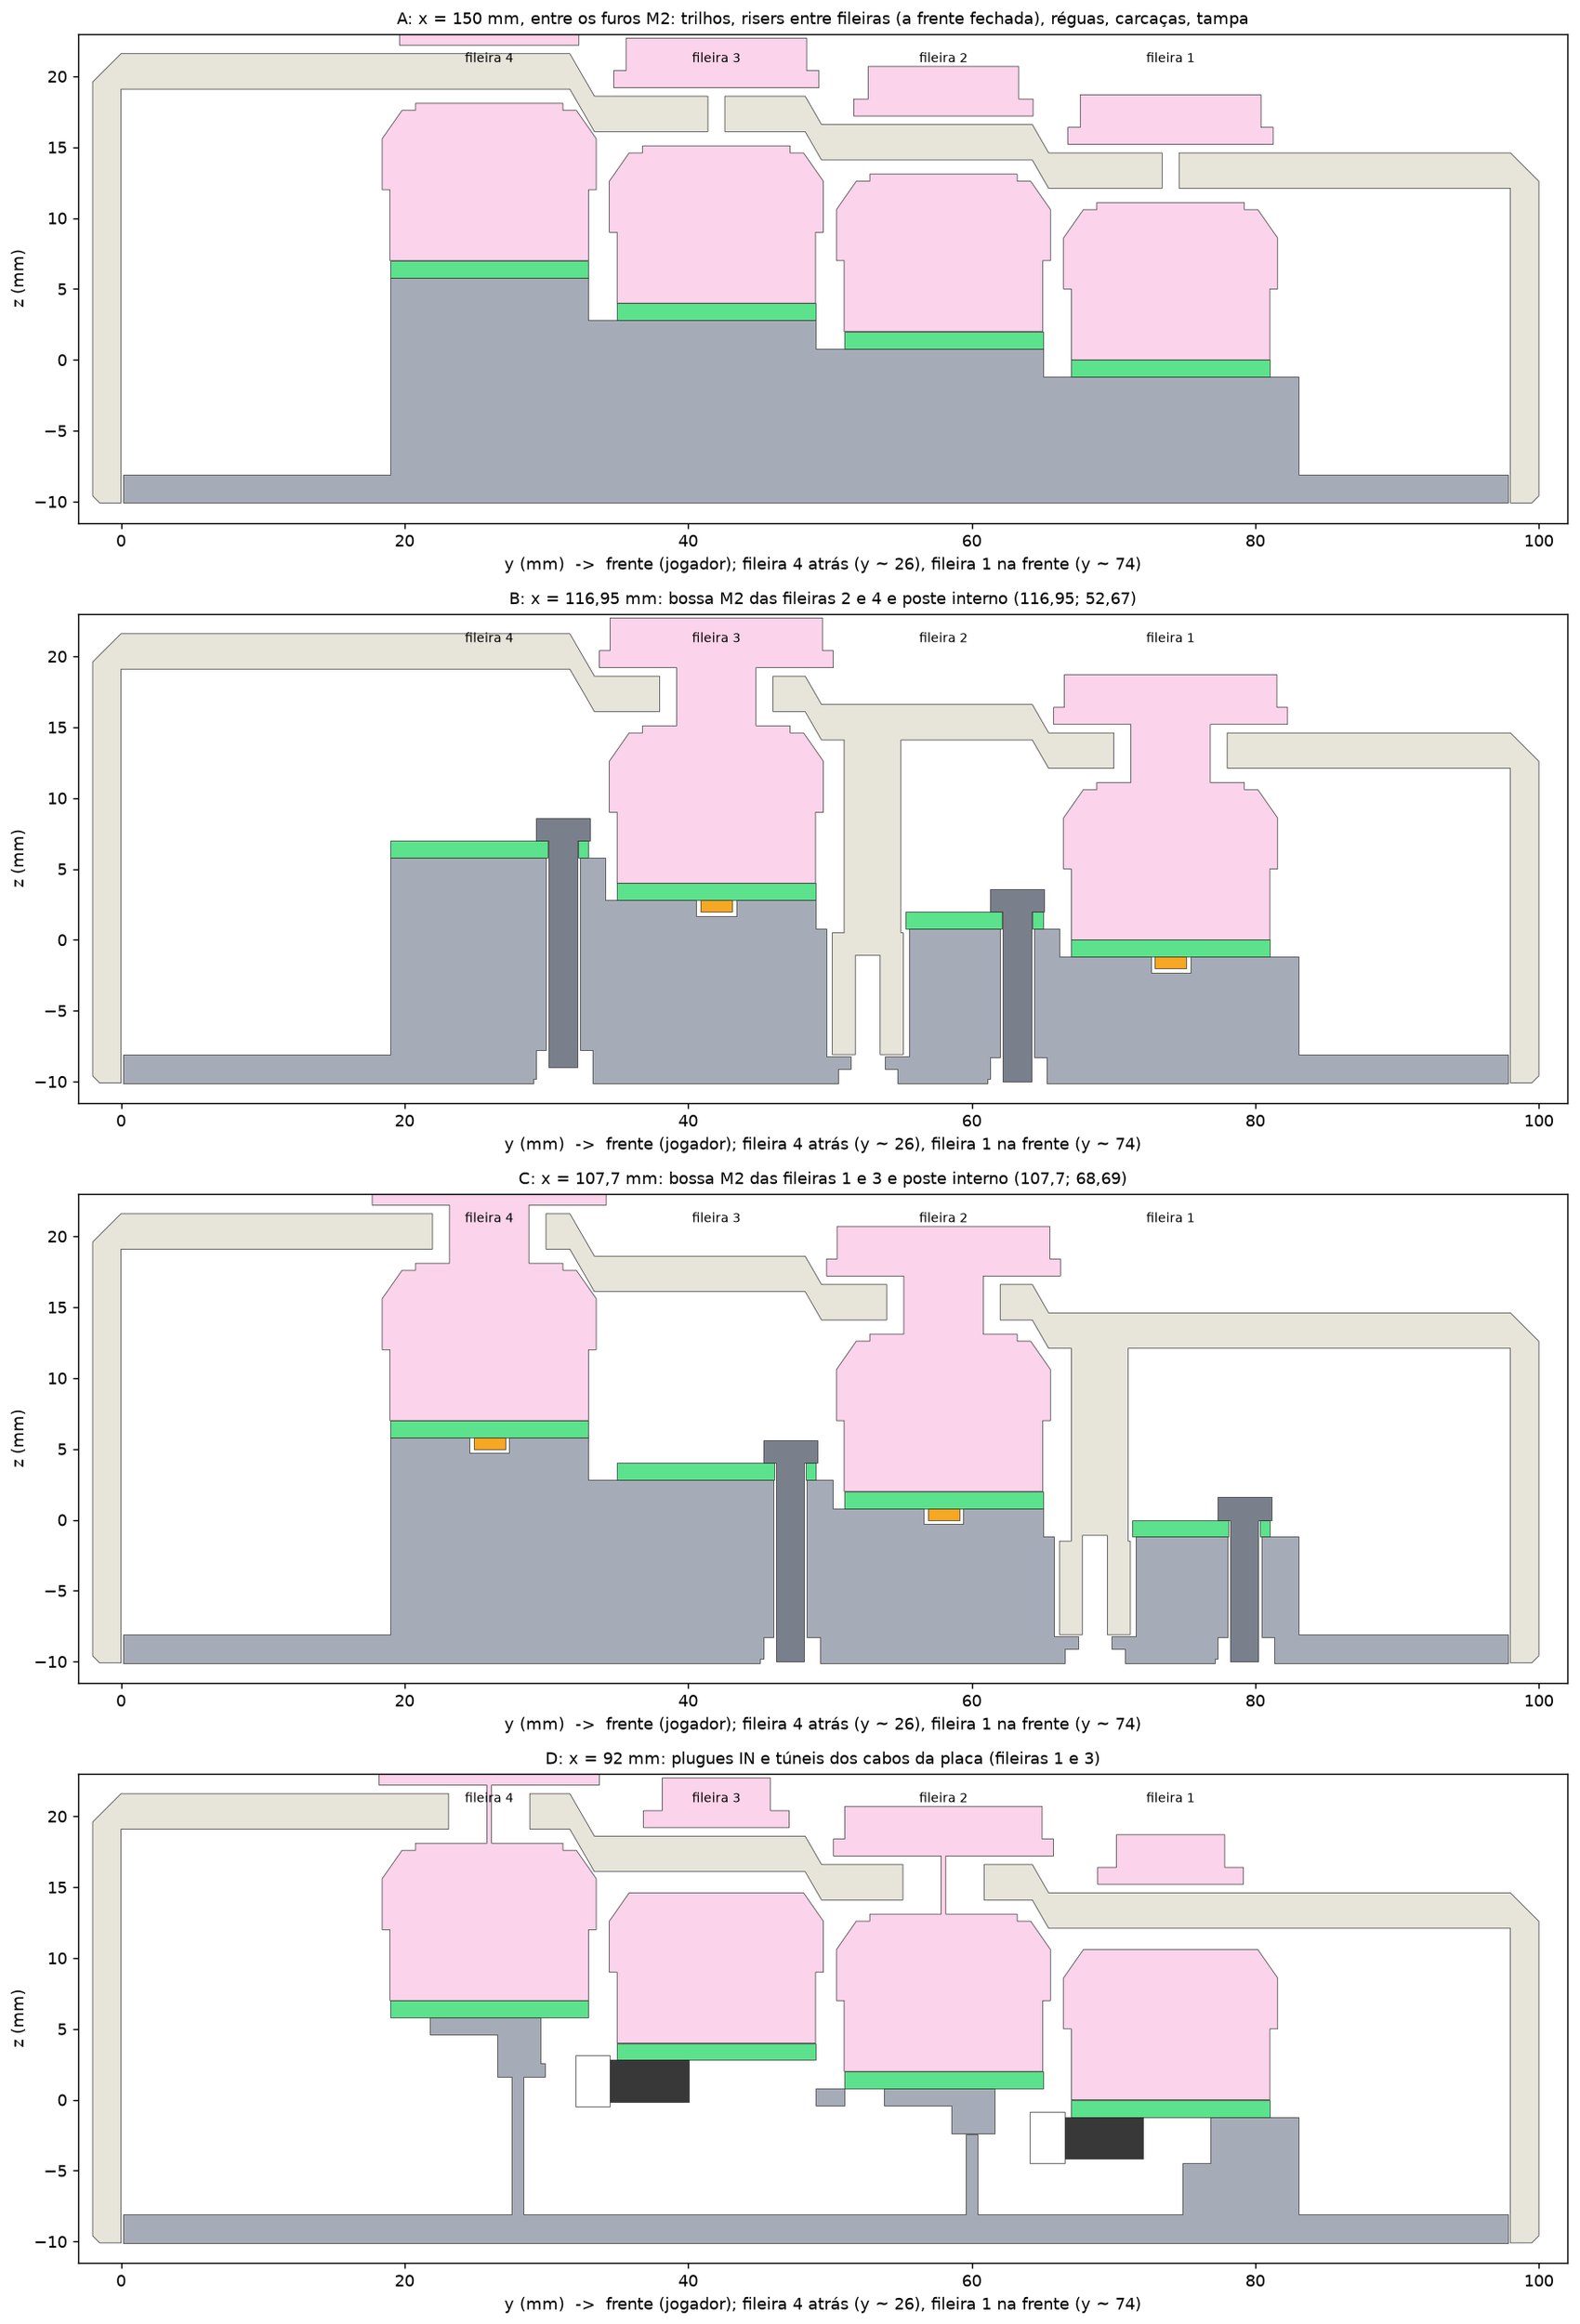 A: x = 150 mm, entre os furos M2: trilhos, risers entre fileiras (a frente fechada), réguas, carcaças, tampa
fileira 4 fileira 3 fileira 2 fileira 1
z (mm)
20
15
10
5
0
−5
−10
0 20 40 60 80 100
y (mm)  ->  frente (jogador); fileira 4 atrás (y ~ 26), fileira 1 na frente (y ~ 74)
B: x = 116,95 mm: bossa M2 das fileiras 2 e 4 e poste interno (116,95; 52,67)
fileira 4 fileira 3 fileira 2 fileira 1
z (mm)
20
15
10
5
0
−5
−10
0 20 40 60 80 100
y (mm)  ->  frente (jogador); fileira 4 atrás (y ~ 26), fileira 1 na frente (y ~ 74)
C: x = 107,7 mm: bossa M2 das fileiras 1 e 3 e poste interno (107,7; 68,69)
fileira 4 fileira 3 fileira 2 fileira 1
z (mm)
20
15
10
5
0
−5
−10
0 20 40 60 80 100
y (mm)  ->  frente (jogador); fileira 4 atrás (y ~ 26), fileira 1 na frente (y ~ 74)
D: x = 92 mm: plugues IN e túneis dos cabos da placa (fileiras 1 e 3)
fileira 4 fileira 3 fileira 2 fileira 1
z (mm)
20
15
10
5
0
−5
−10
0 20 40 60 80 100
y (mm)  ->  frente (jogador); fileira 4 atrás (y ~ 26), fileira 1 na frente (y ~ 74)